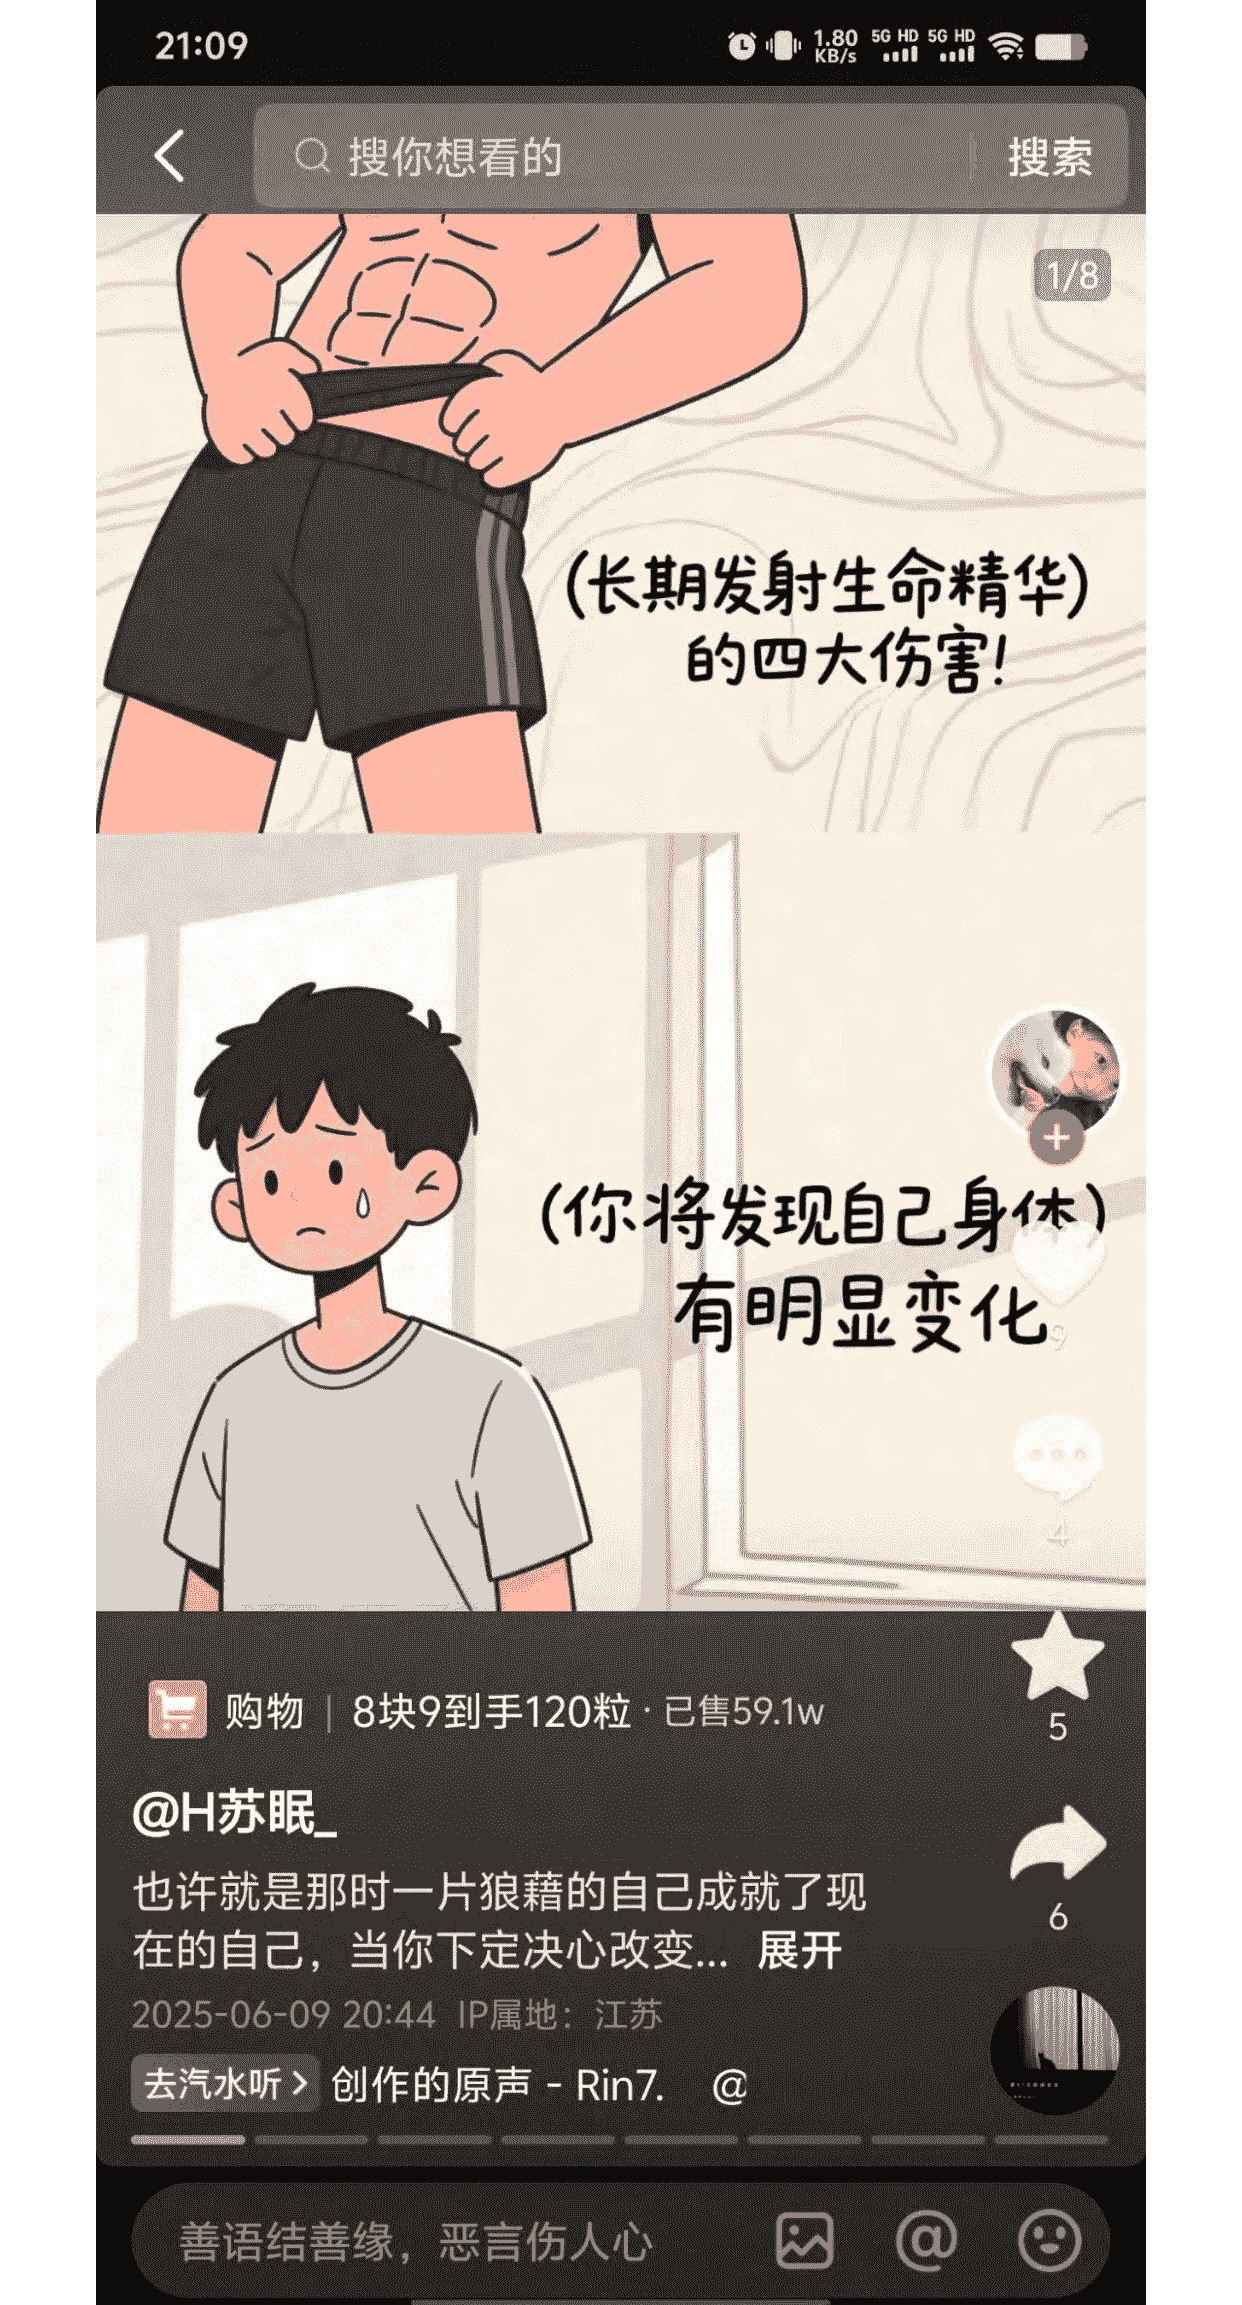 21:09
1.80 KB/s 5G HD 5G HD
搜你想看的 搜索
1/8
(长期发射生命精华)
的四大伤害!
(你将发现自己身体)
有明显变化
9
4
购物 | 8块9到手120粒 · 已售59.1w
5
@H苏眠_
也许就是那时一片狼藉的自己成就了现
在的自己，当你下定决心改变... 展开
6
2025-06-09 20:44 IP属地：江苏
去汽水听 创作的原声 - Rin7. @
善语结善缘，恶言伤人心